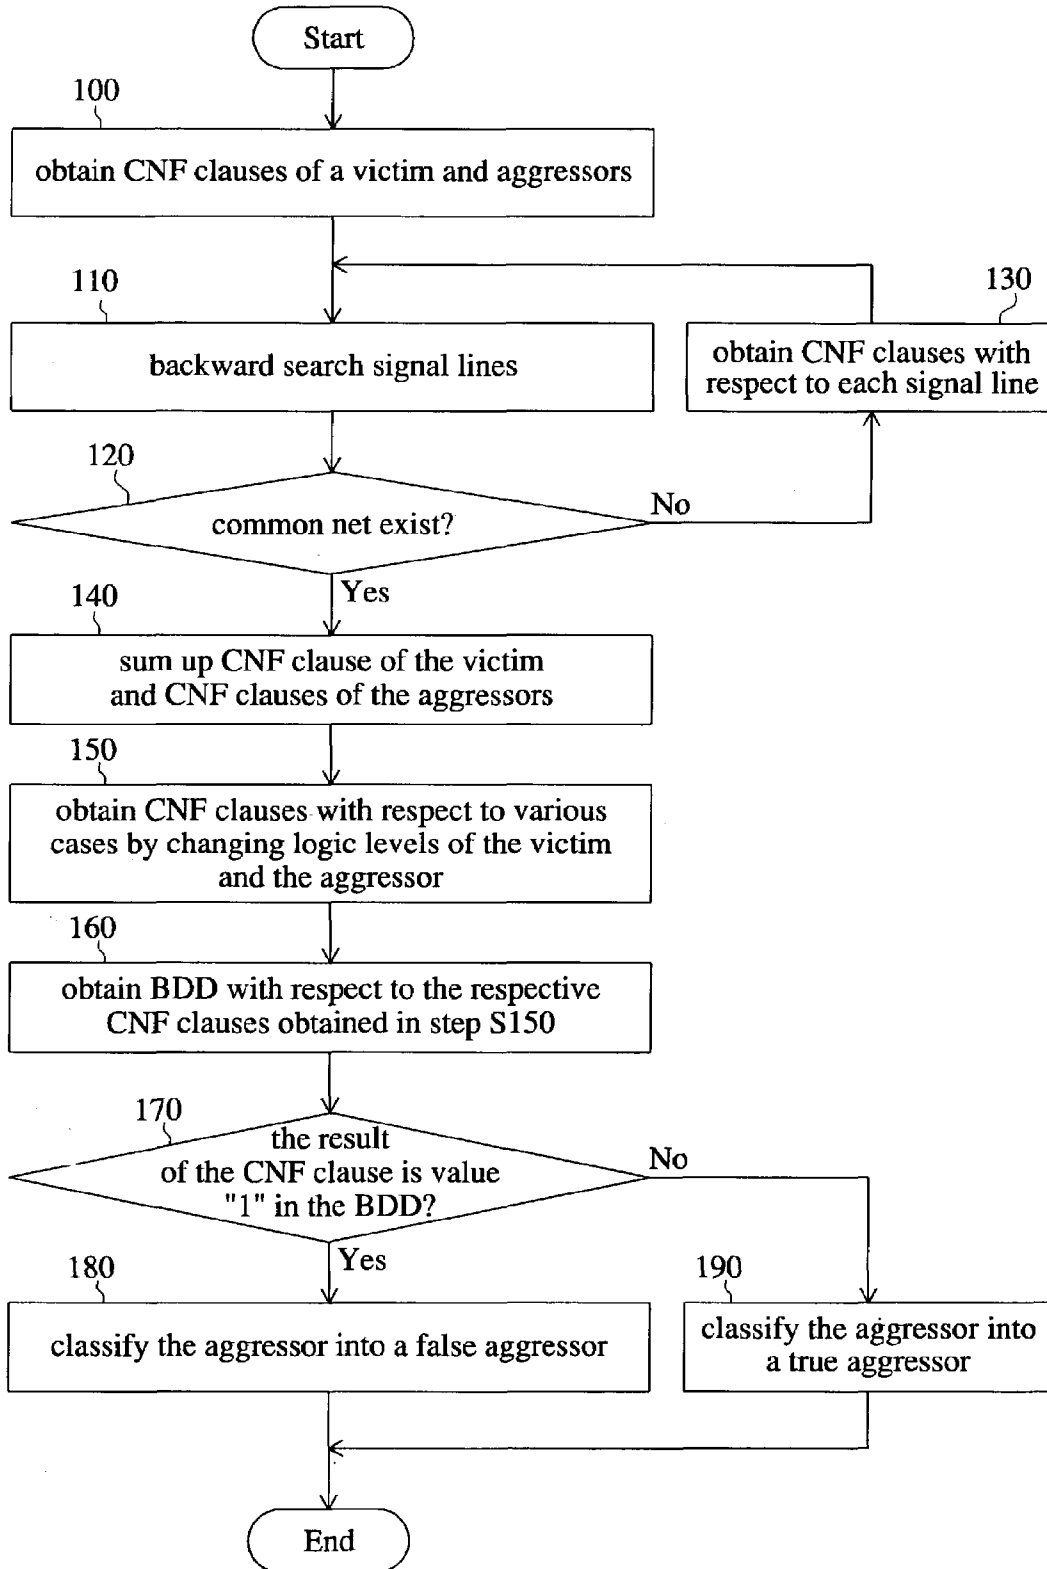 Start
100
obtain CNF clauses of a victim and aggressors
110
backward search signal lines
130
obtain CNF clauses with
respect to each signal line
120
common net exist?
No
Yes
140
sum up CNF clause of the victim
and CNF clauses of the aggressors
150
obtain CNF clauses with respect to various
cases by changing logic levels of the victim
and the aggressor
160
obtain BDD with respect to the respective
CNF clauses obtained in step S150
170
the result
of the CNF clause is value
"1" in the BDD?
No
Yes
180
classify the aggressor into a false aggressor
190
classify the aggressor into
a true aggressor
End